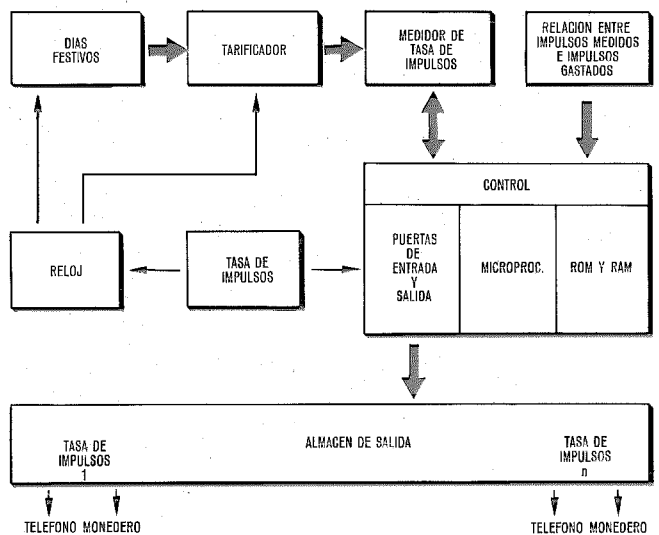 DIAS
FESTIVOS
TARIFICADOR
MEDIDOR DE
TASA DE
IMPULSOS
RELACION ENTRE
IMPULSOS MEDIDOS
E IMPULSOS
GASTADOS
CONTROL
PUERTAS
DE
ENTRADA
Y
SALIDA
MICROPROC.
ROM Y RAM
RELOJ
TASA DE
IMPULSOS
ALMACEN DE SALIDA
TASA DE
IMPULSOS
1
TASA DE
IMPULSOS
n
TELEFONO MONEDERO
TELEFONO MONEDERO